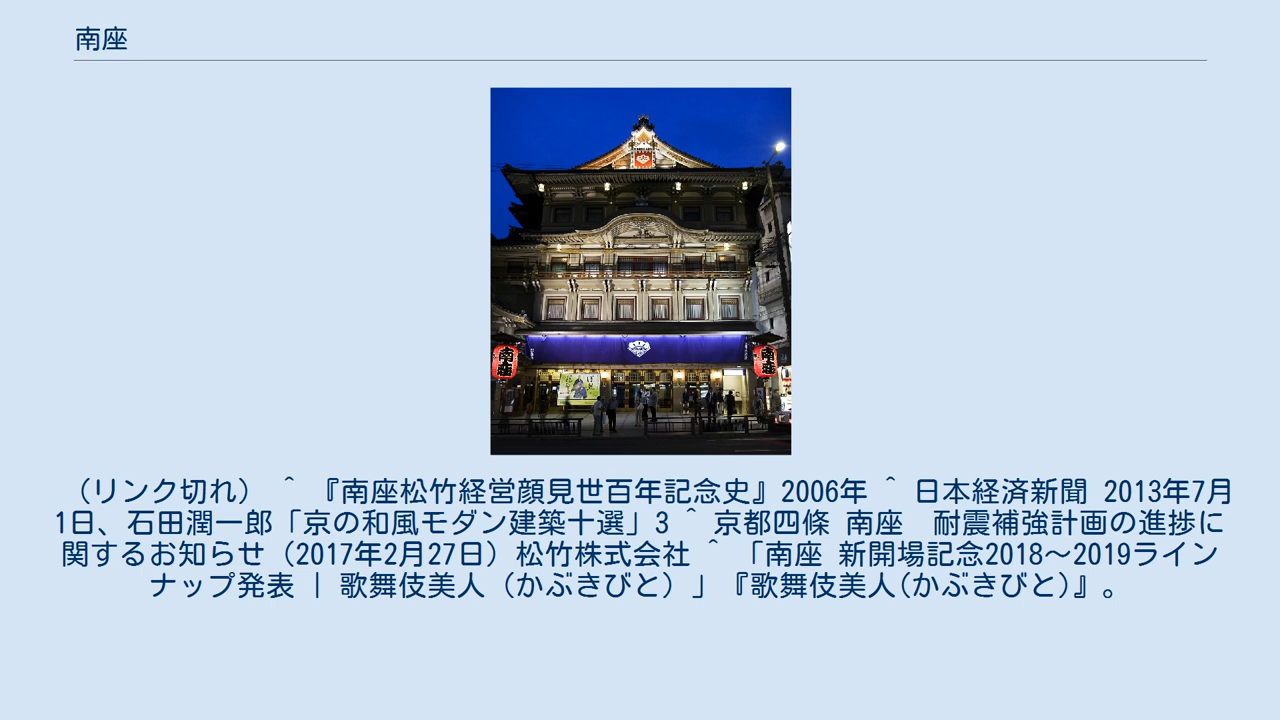 南座
南座
南座
（リンク切れ） ^ 『南座松竹経営顔見世百年記念史』2006年 ^ 日本経済新聞 2013年7月
1日、石田潤一郎「京の和風モダン建築十選」3 ^ 京都四條 南座　耐震補強計画の進捗に
関するお知らせ（2017年2月27日）松竹株式会社 ^ 「南座 新開場記念2018～2019ライン
ナップ発表 | 歌舞伎美人（かぶきびと）」『歌舞伎美人(かぶきびと)』。